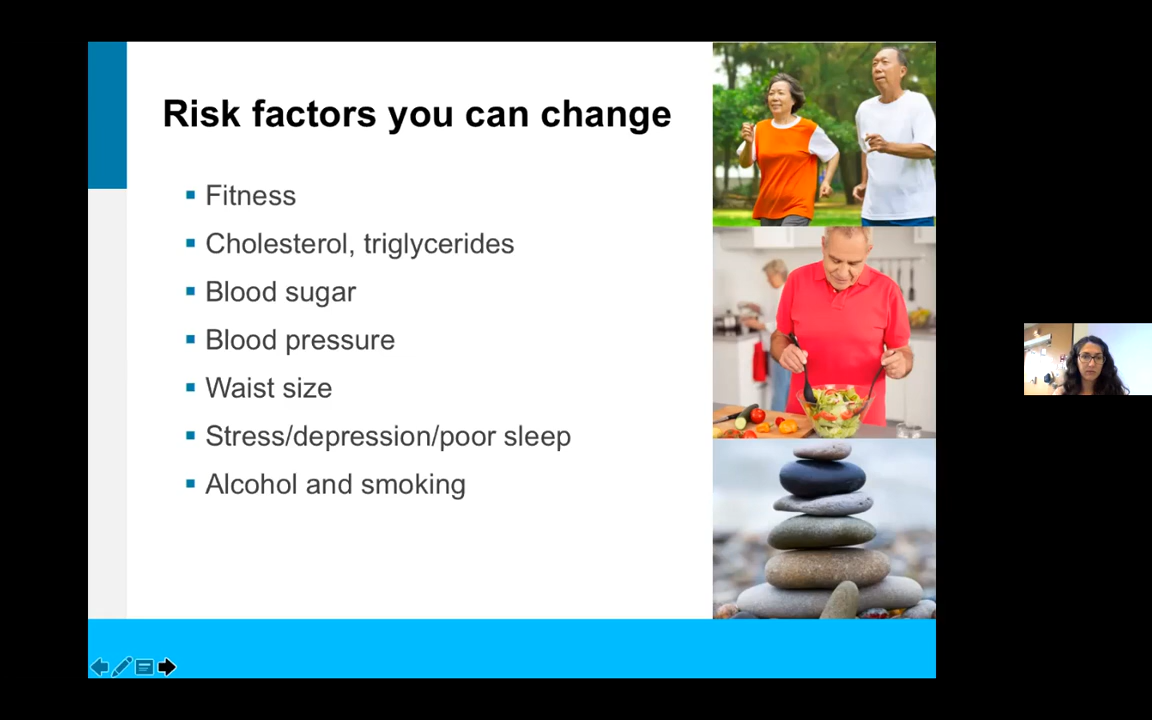 Risk factors you can change
Fitness
Cholesterol, triglycerides
Blood sugar
Blood pressure
Waist size
Stress/depression/poor sleep
Alcohol and smoking